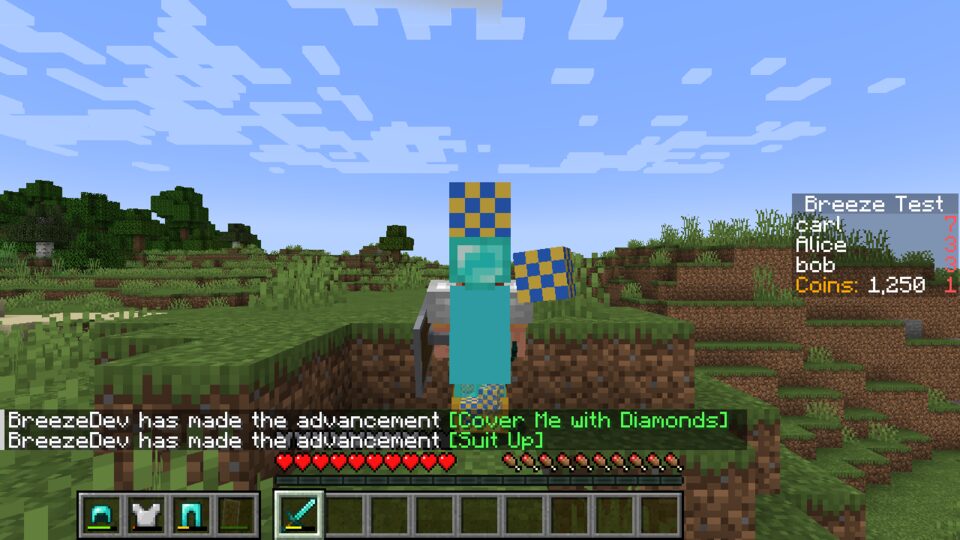 Breeze Test
carl 7
Alice 3
bob 3
Coins: 1,250 1
BreezeDev has made the advancement [Cover Me with Diamonds]
BreezeDev has made the advancement [Suit Up]